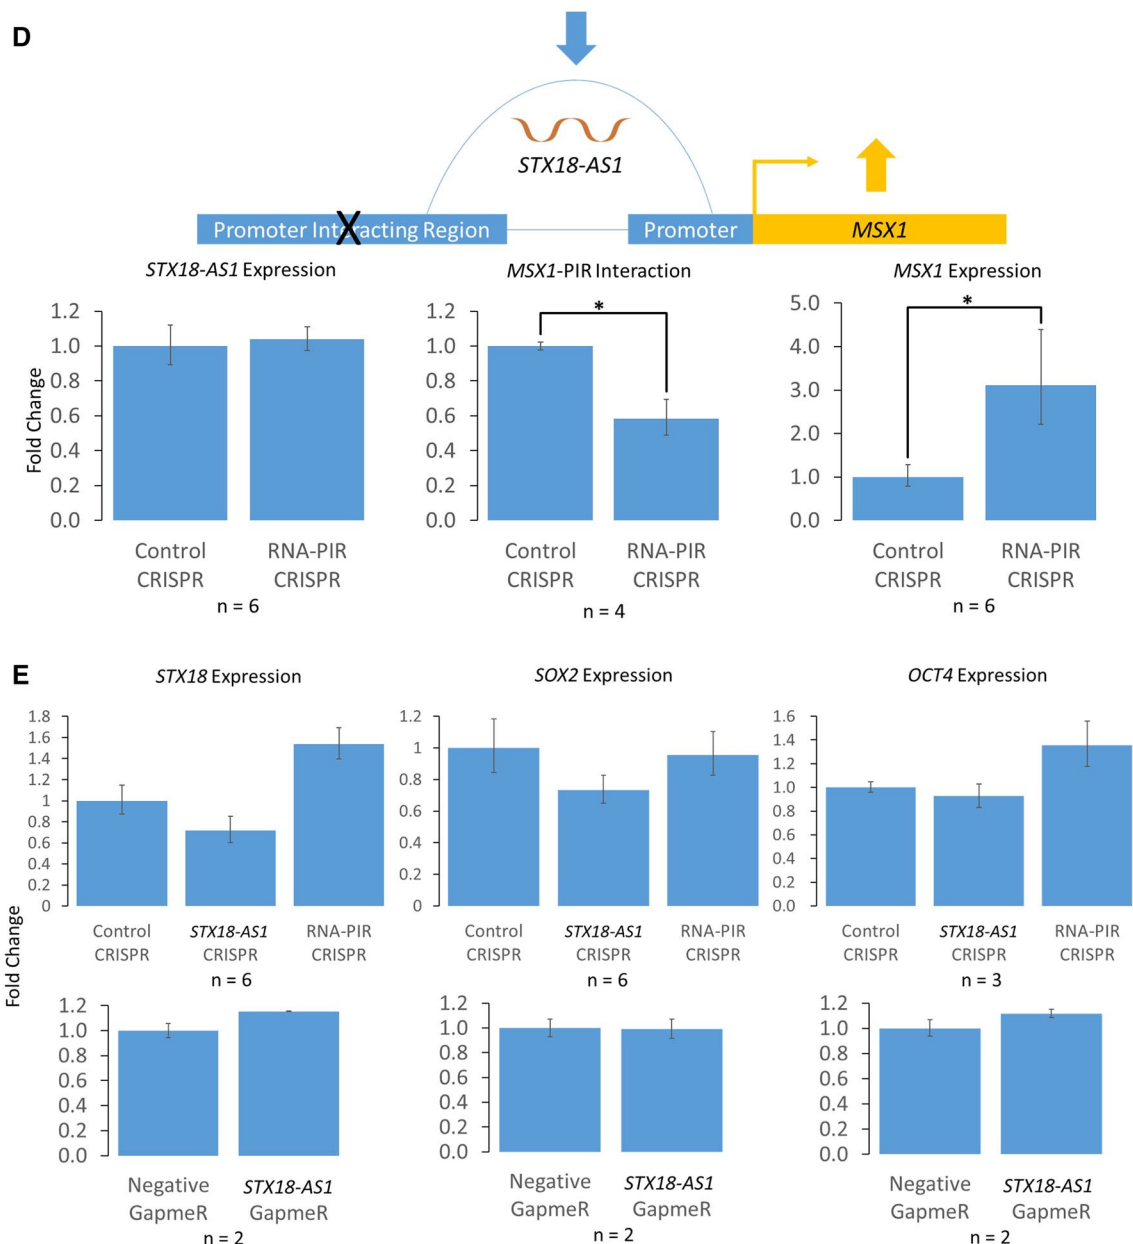 D
STX18-AS1
Promoter Interacting Region
Promoter
MSX1
STX18-AS1 Expression
MSX1-PIR Interaction
MSX1 Expression
Fold Change
1.2
1.0
0.8
0.6
0.4
0.2
0.0
Control
CRISPR
RNA-PIR
CRISPR
n = 6
*
1.2
1.0
0.8
0.6
0.4
0.2
0.0
Control
CRISPR
RNA-PIR
CRISPR
n = 4
*
5.0
4.0
3.0
2.0
1.0
0.0
Control
CRISPR
RNA-PIR
CRISPR
n = 6
E
Fold Change
STX18 Expression
1.8
1.6
1.4
1.2
1
0.8
0.6
0.4
0.2
0
Control
CRISPR
STX18-AS1
CRISPR
RNA-PIR
CRISPR
n = 6
SOX2 Expression
1.2
1
0.8
0.6
0.4
0.2
0
Control
CRISPR
STX18-AS1
CRISPR
RNA-PIR
CRISPR
n = 6
OCT4 Expression
1.6
1.4
1.2
1.0
0.8
0.6
0.4
0.2
0.0
Control
CRISPR
STX18-AS1
CRISPR
RNA-PIR
CRISPR
n = 3
1.2
1.0
0.8
0.6
0.4
0.2
0.0
Negative
GapmeR
STX18-AS1
GapmeR
n = 2
1.2
1.0
0.8
0.6
0.4
0.2
0.0
Negative
GapmeR
STX18-AS1
GapmeR
n = 2
1.2
1.0
0.8
0.6
0.4
0.2
0.0
Negative
GapmeR
STX18-AS1
GapmeR
n = 2